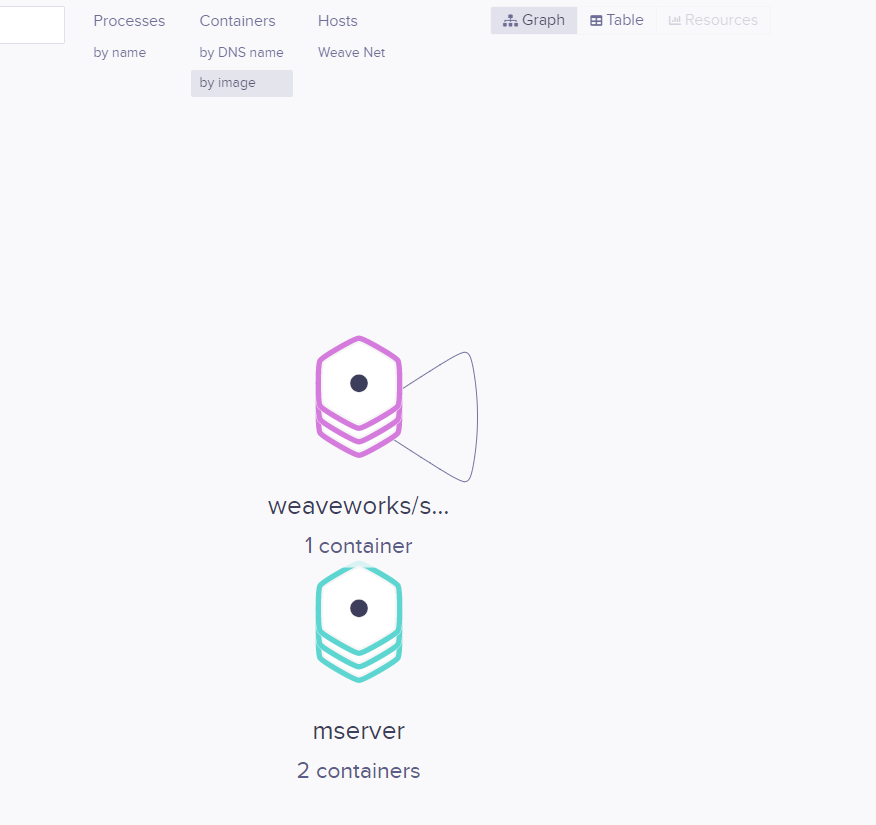 Processes Containers Hosts Graph Table Resources
by name by DNS name Weave Net
by image
weaveworks/s...
1 container
mserver
2 containers